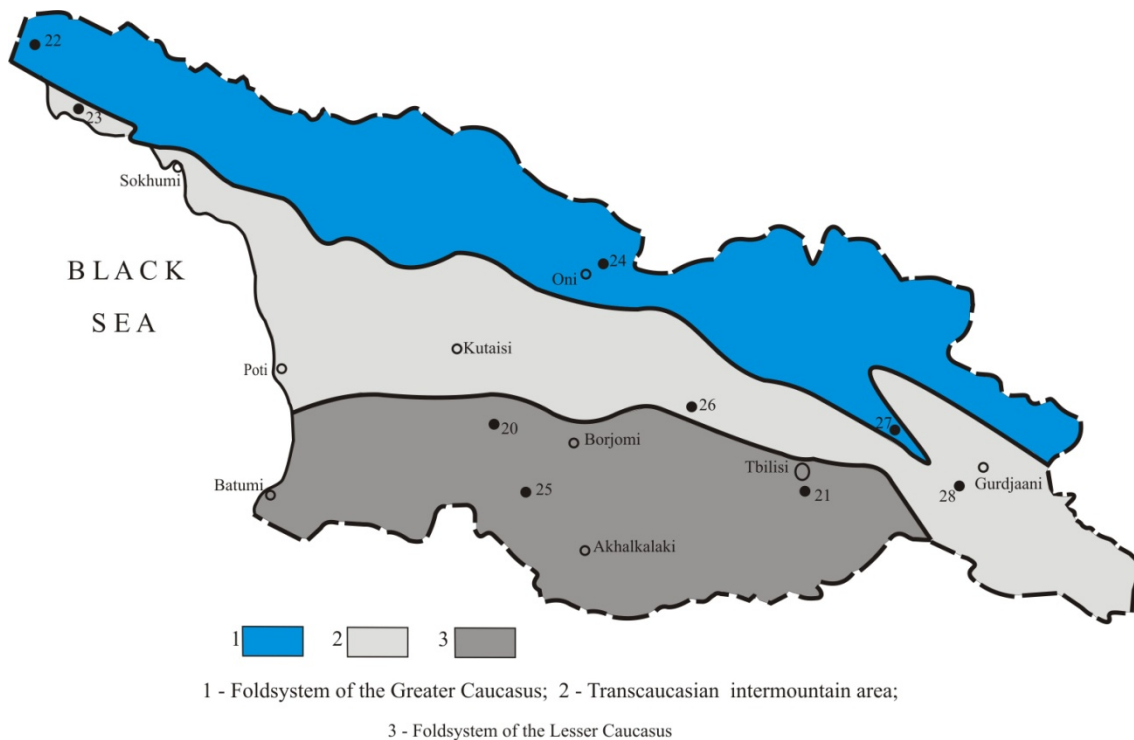 22
23
Sokhumi
BLACK
SEA
24
Oni
Kutaisi
Poti
26
27
20
Borjomi
Tbilisi
Gurdjaani
Batumi
25
21
28
Akhalkalaki
1 2 3
1 - Foldsystem of the Greater Caucasus; 2 - Transcaucasian intermountain area;
3 - Foldsystem of the Lesser Caucasus